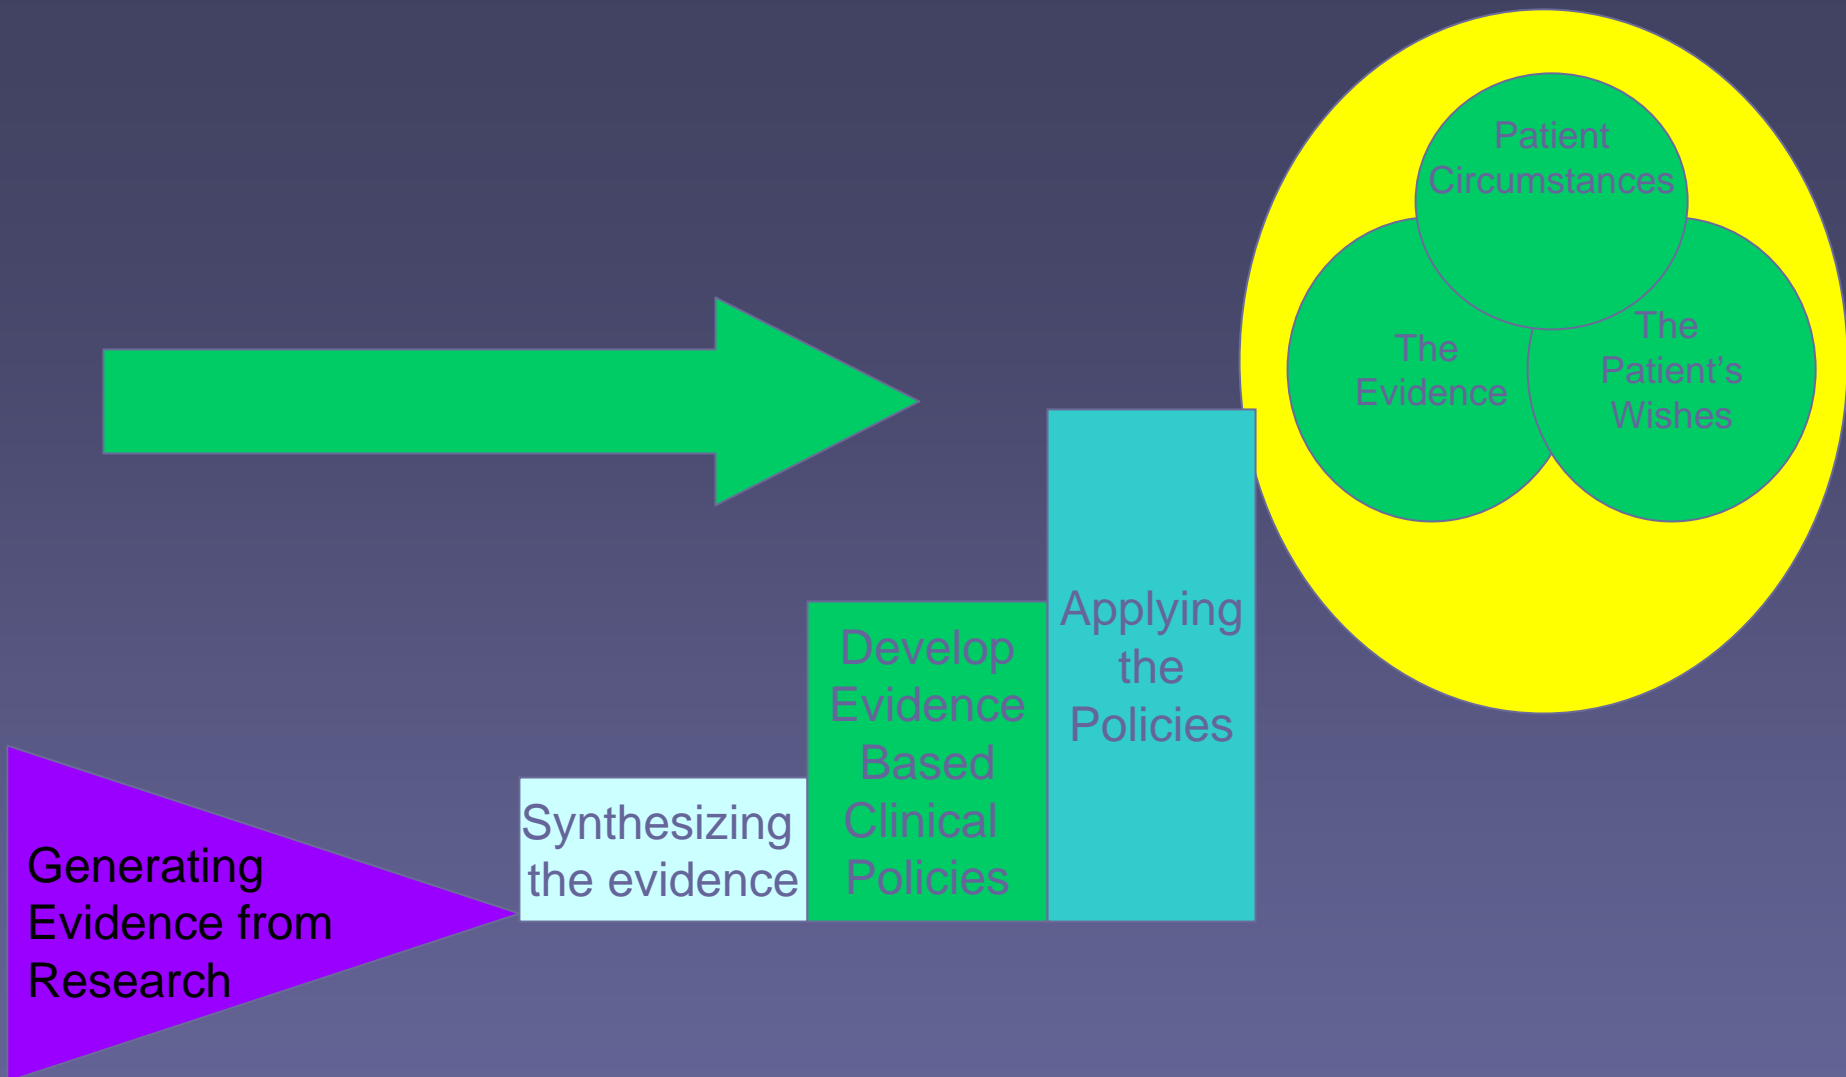 Patient
Circumstances
The
Evidence
The
Patient’s
Wishes
Applying
the
Policies
Develop
Evidence
Based
Clinical
Policies
Synthesizing
the evidence
Generating
Evidence from
Research